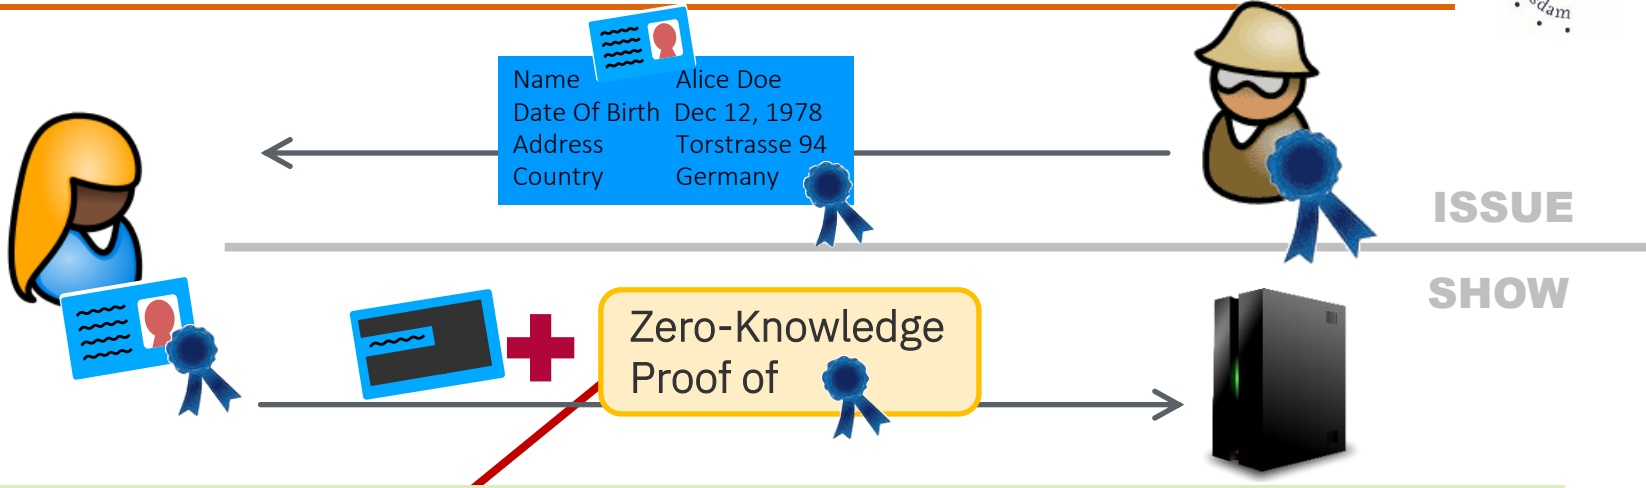 Name Alice Doe
Date Of Birth Dec 12, 1978
Address Torstrasse 94
Country Germany
ISSUE
SHOW
Zero-Knowledge
Proof of